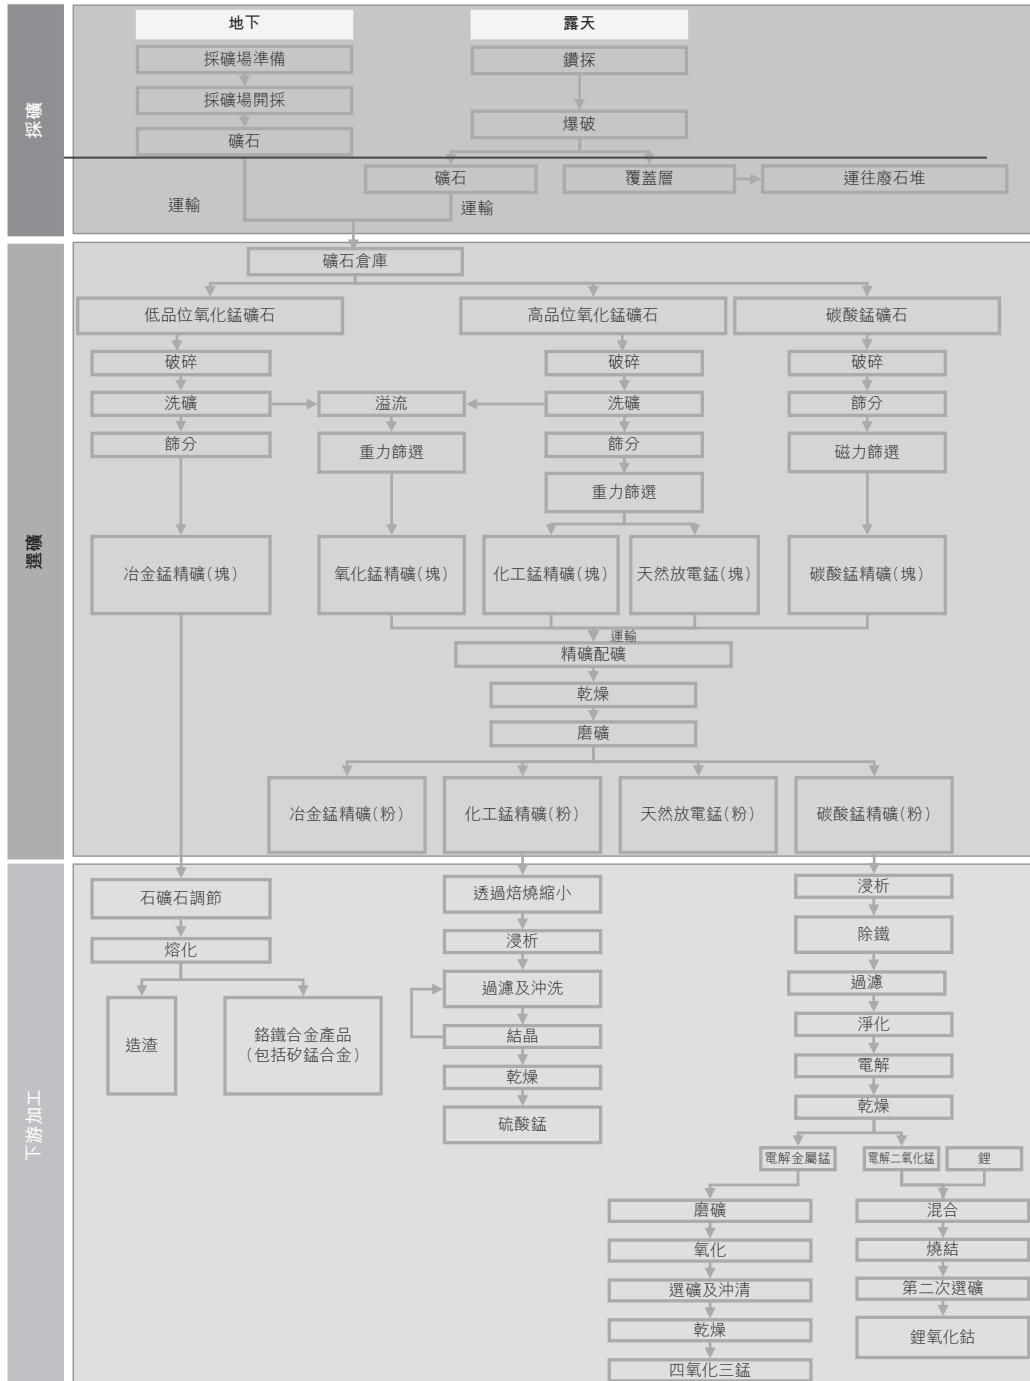 採礦
地下
露天
採礦場準備
鑽探
採礦場開採
爆破
礦石
礦石
覆蓋層
運往廢石堆
運輸
運輸
選礦
礦石倉庫
低品位氧化錳礦石
高品位氧化錳礦石
碳酸錳礦石
破碎
破碎
破碎
洗礦
溢流
洗礦
篩分
篩分
重力篩選
篩分
磁力篩選
重力篩選
冶金錳精礦(塊)
氧化錳精礦(塊)
化工錳精礦(塊)
天然放電錳(塊)
碳酸錳精礦(塊)
運輸
精礦配礦
乾燥
磨礦
冶金錳精礦(粉)
化工錳精礦(粉)
天然放電錳(粉)
碳酸錳精礦(粉)
下游加工
石礦石調節
透過焙燒縮小
浸析
熔化
浸析
除鐵
造渣
鉻鐵合金產品
(包括矽錳合金)
過濾及沖洗
過濾
結晶
淨化
乾燥
電解
硫酸錳
乾燥
電解金屬錳
電解二氧化錳
鋰
磨礦
混合
氧化
燒結
選礦及沖清
第二次選礦
乾燥
鋰氧化鈷
四氧化三錳